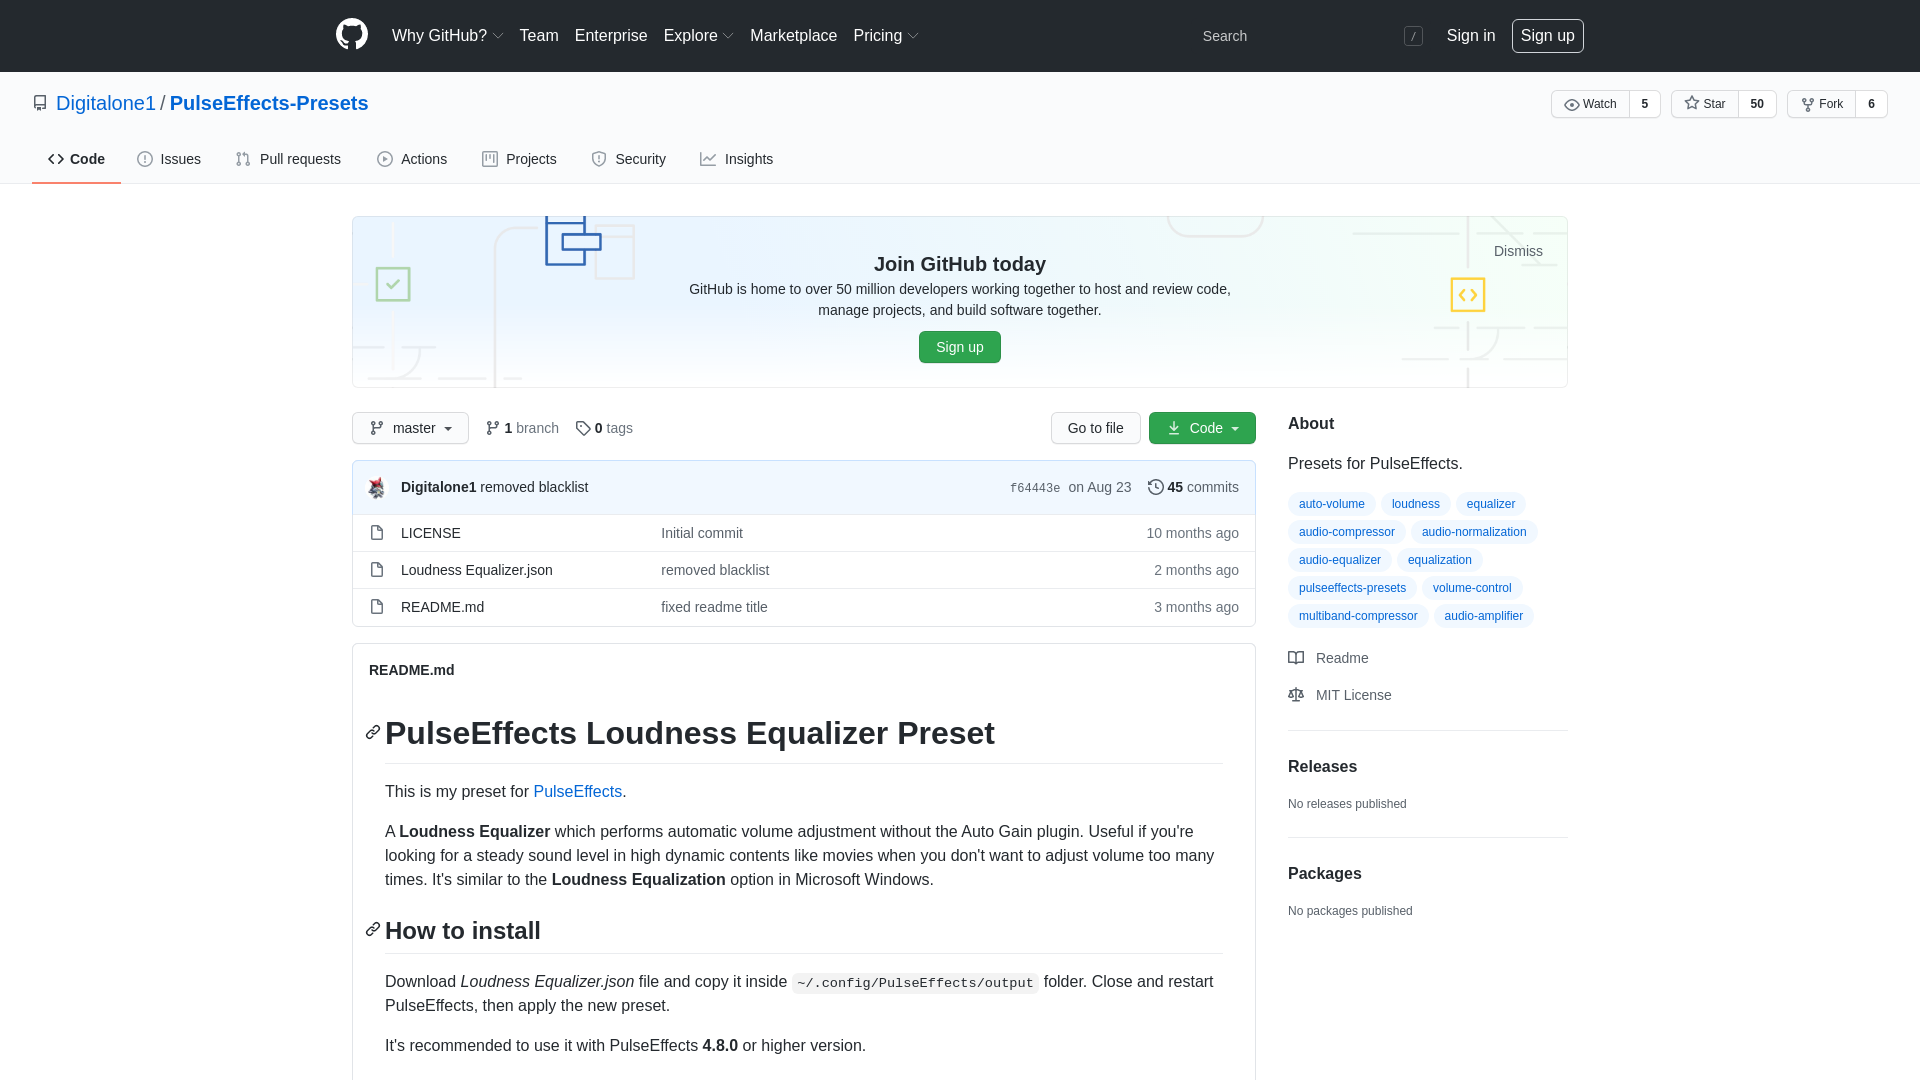 Why GitHub? Team Enterprise Explore Marketplace Pricing Search / Sign in Sign up
Digitalone1 / PulseEffects-Presets Watch 5 Star 50 Fork 6
Code Issues Pull requests Actions Projects Security Insights
Dismiss
Join GitHub today
GitHub is home to over 50 million developers working together to host and review code,
manage projects, and build software together.
Sign up
master 1 branch 0 tags Go to file Code
Digitalone1 removed blacklist f64443e on Aug 23 45 commits
LICENSE Initial commit 10 months ago
Loudness Equalizer.json removed blacklist 2 months ago
README.md fixed readme title 3 months ago
README.md
PulseEffects Loudness Equalizer Preset
This is my preset for PulseEffects.
A Loudness Equalizer which performs automatic volume adjustment without the Auto Gain plugin. Useful if you're
looking for a steady sound level in high dynamic contents like movies when you don't want to adjust volume too many
times. It's similar to the Loudness Equalization option in Microsoft Windows.
How to install
Download Loudness Equalizer.json file and copy it inside ~/.config/PulseEffects/output folder. Close and restart
PulseEffects, then apply the new preset.
It's recommended to use it with PulseEffects 4.8.0 or higher version.
About
Presets for PulseEffects.
auto-volume loudness equalizer
audio-compressor audio-normalization
audio-equalizer equalization
pulseeffects-presets volume-control
multiband-compressor audio-amplifier
Readme
MIT License
Releases
No releases published
Packages
No packages published